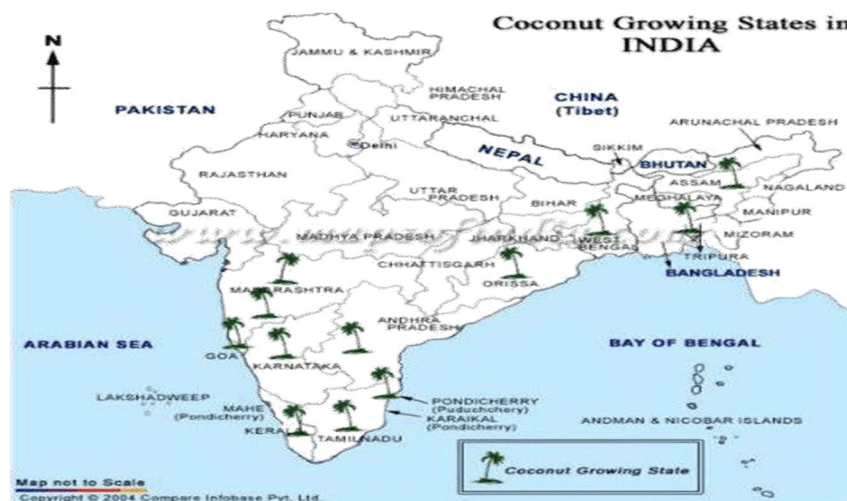 Coconut Growing States in
INDIA
N
JAMMU & KASHMIR
HIMACHAL
PRADESH
PAKISTAN
CHINA
(Tibet)
PUNJAB
UTTARANCHAL
ARUNACHAL PRADESH
HARYANA
Delhi
NEPAL
SIKKIM
BHUTAN
RAJASTHAN
ASSAM
NAGALAND
UTTAR
PRADESH
BIHAR
MEGHALAYA
MANIPUR
GUJARAT
MIZORAM
MADHYA PRADESH
JHARKHAND
WEST
BENGAL
TRIPURA
CHHATTISGARH
BANGLADESH
ORISSA
MAHARASHTRA
ANDHRA
PRADESH
ARABIAN SEA
BAY OF BENGAL
GOA
KARNATAKA
LAKSHADWEEP
MAHE
(Pondicherry)
PONDICHERRY
(Puduchchery)
KARAIKAL
(Pondicherry)
ANDMAN & NICOBAR ISLANDS
KERALA
TAMILNADU
Coconut Growing State
Map not to Scale
Copyright © 2004 Compare Infobase Pvt. Ltd.